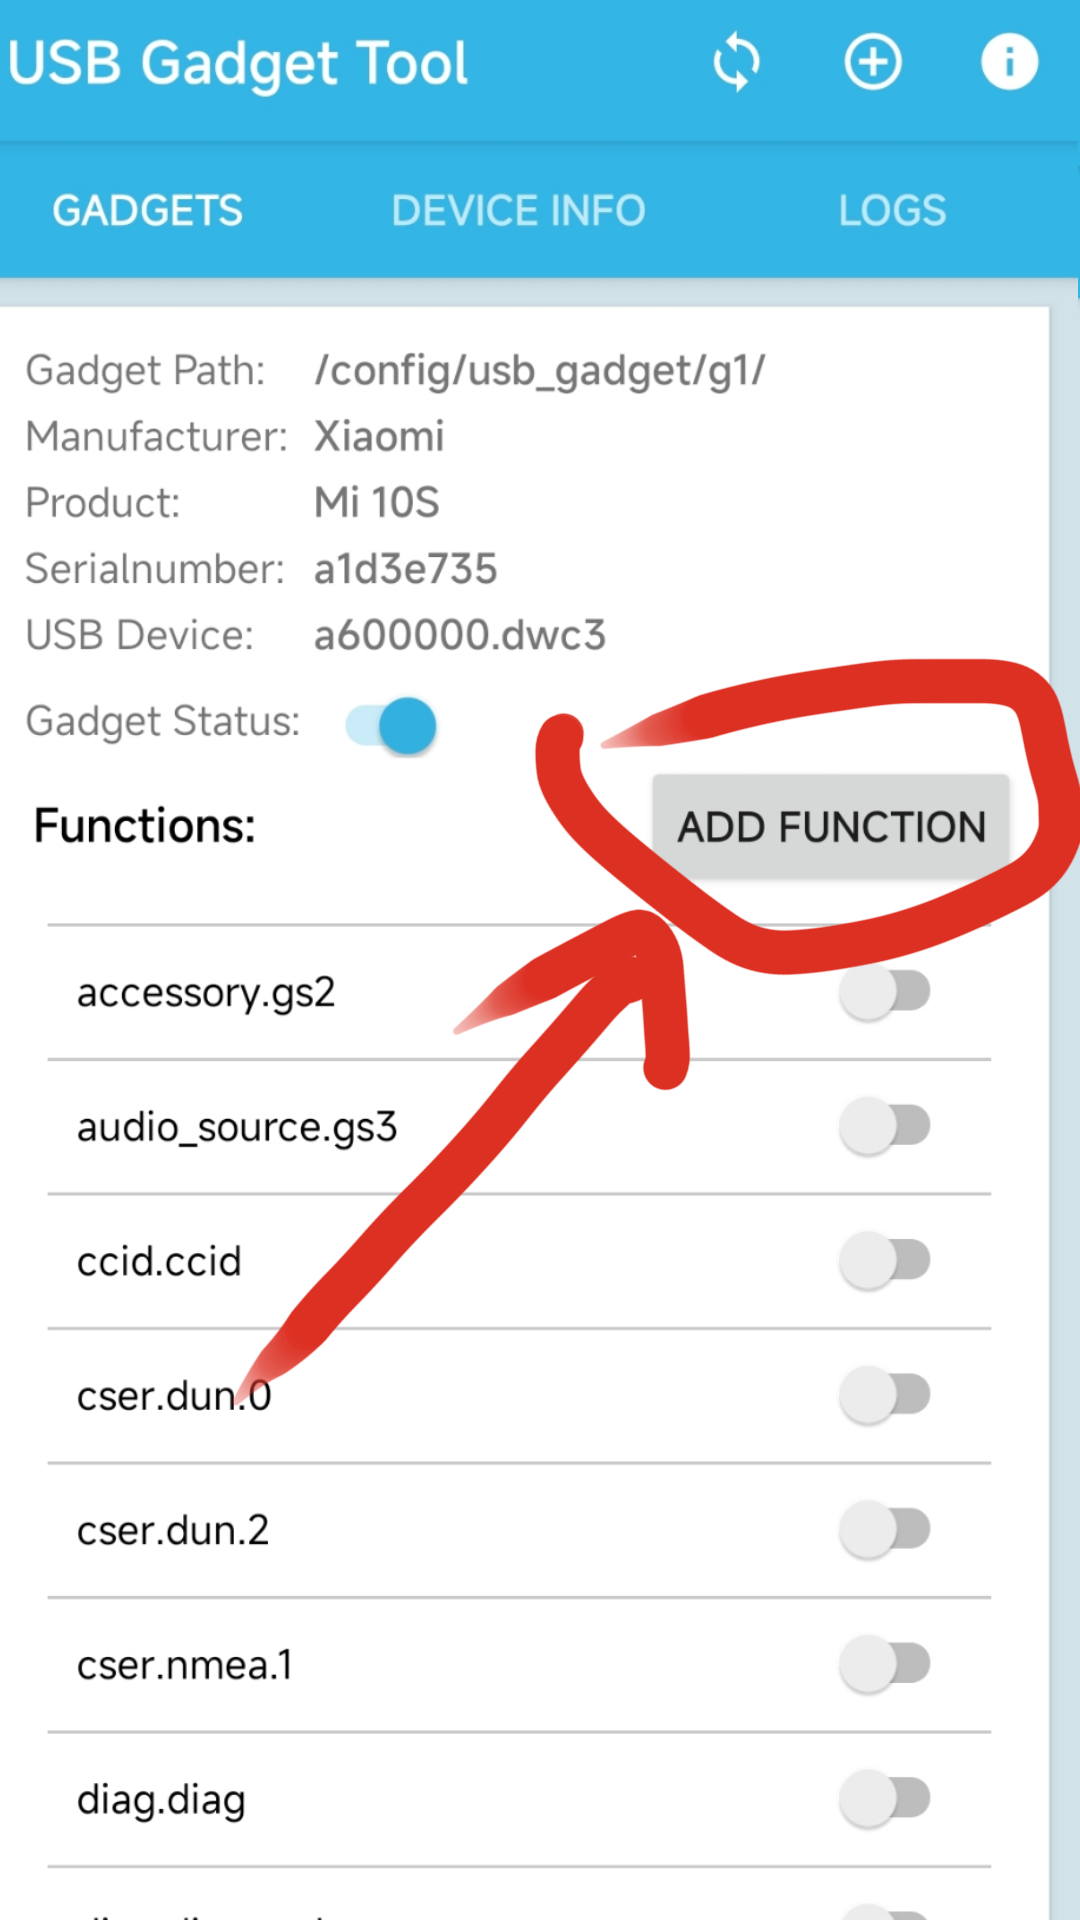 USB Gadget Tool
GADGETS DEVICE INFO LOGS
Gadget Path: /config/usb_gadget/g1/
Manufacturer: Xiaomi
Product: Mi 10S
Serialnumber: a1d3e735
USB Device: a600000.dwc3
Gadget Status:
Functions: ADD FUNCTION
accessory.gs2
audio_source.gs3
ccid.ccid
cser.dun.0
cser.dun.2
cser.nmea.1
diag.diag